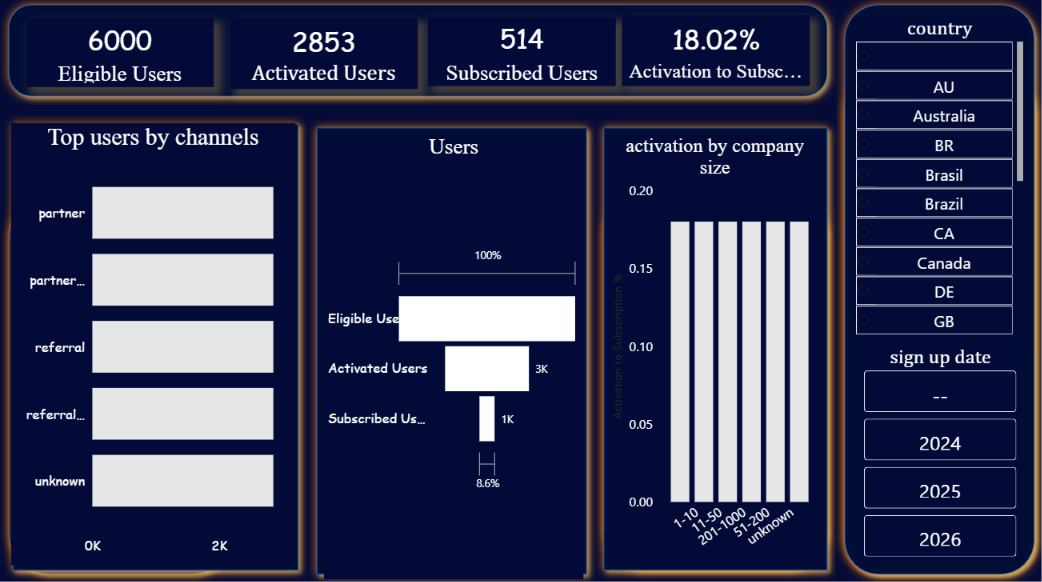 6000
Eligible Users
2853
Activated Users
514
Subscribed Users
18.02%
Activation to Subsc...
Top users by channels
partner
partner...
referral
referral...
unknown
0K
2K
Users
100%
Eligible Use
Activated Users
3K
Subscribed Us...
1K
8.6%
activation by company
size
0.20
0.15
0.10
0.05
0.00
Activation to Subscription %
1-10
11-50
201-1000
51-200
unknown
country
AU
Australia
BR
Brasil
Brazil
CA
Canada
DE
GB
sign up date
--
2024
2025
2026